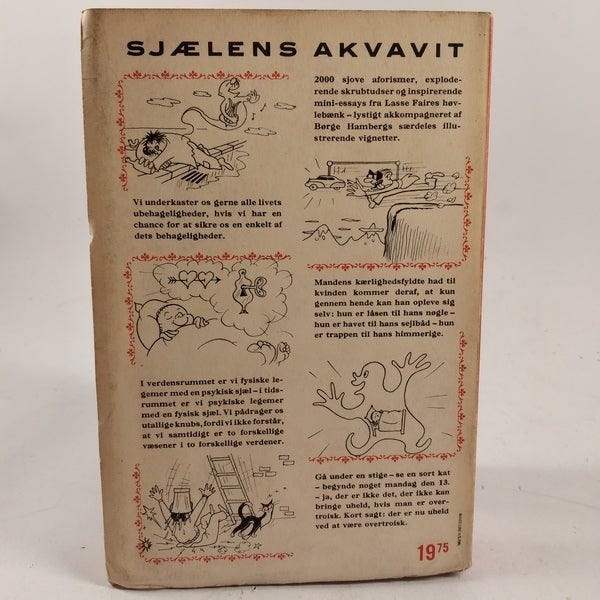 SJÆLENS AKVAVIT
2000 sjove aforismer, explode-
rende skrubtudser og inspirerende
mini-essays fra Lasse Faires høv-
lebænk – lystigt akkompagneret af
Børge Hambergs særdeles illu-
strerende vignetter.
Vi underkaster os gerne alle livets
ubehageligheder, hvis vi har en
chance for at sikre os en enkelt af
dets behageligheder.
Mandens kærlighedsfyldte had til
kvinden kommer deraf, at kun
gennem hende kan han opleve sig
selv: hun er låsen til hans nøgle –
hun er havet til hans sejlbåd – hun
er trappen til hans himmerige.
I verdensrummet er vi fysiske le-
gemer med en psykisk sjæl – i tids-
rummet er vi psykiske legemer
med en fysisk sjæl. Vi pådrager os
utallige knubs, fordi vi ikke forstår,
at vi samtidigt er to forskellige
væsener i to forskellige verdener.
Gå under en stige – se en sort kat
– begynde noget mandag den 13.
– ja, der er ikke det, der ikke kan
bringe uheld, hvis man er over-
troisk. Kort sagt: der er nu uheld
ved at være overtroisk.
19 75